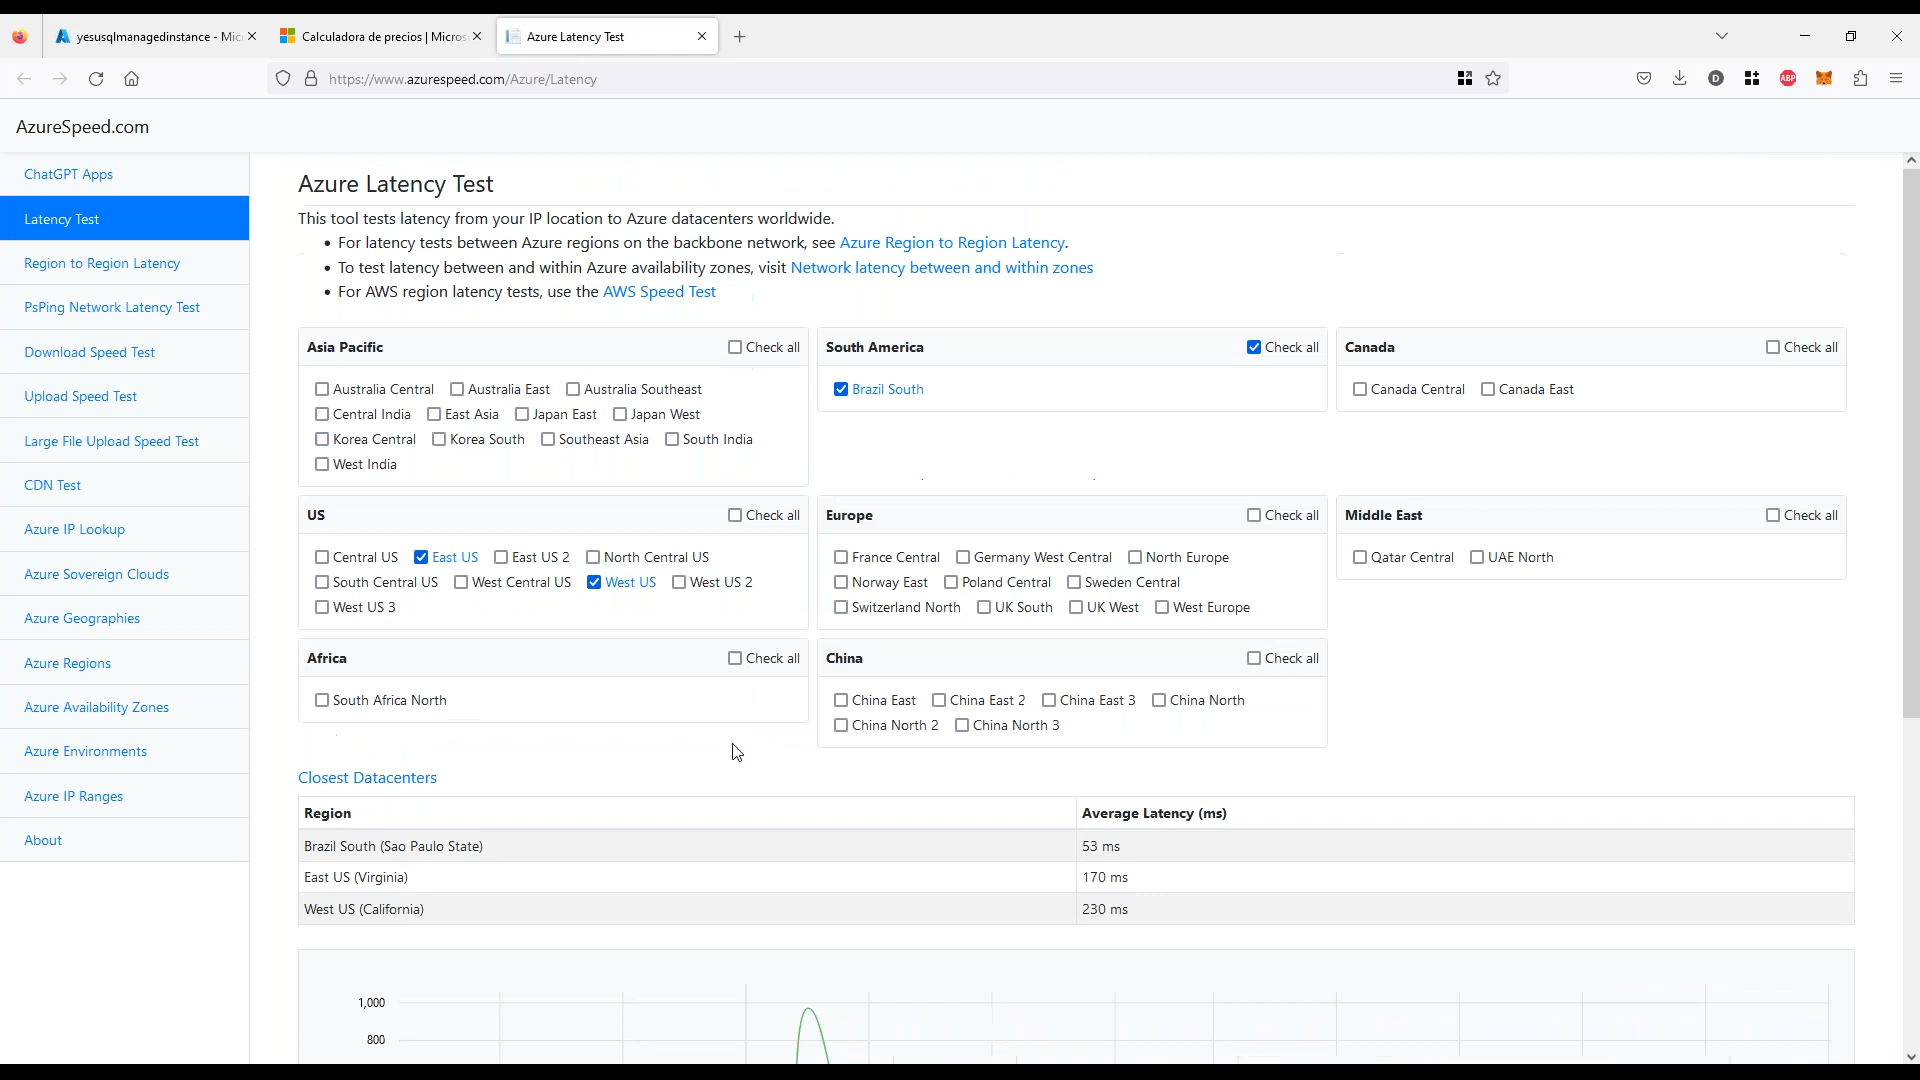 yesusqlmanagedinstance - Mic
Calculadora de precios | Micros
Azure Latency Test
https://www.azurespeed.com/Azure/Latency
D
ABP
AzureSpeed.com
ChatGPT Apps
Latency Test
Region to Region Latency
PsPing Network Latency Test
Download Speed Test
Upload Speed Test
Large File Upload Speed Test
CDN Test
Azure IP Lookup
Azure Sovereign Clouds
Azure Geographies
Azure Regions
Azure Availability Zones
Azure Environments
Azure IP Ranges
About
Azure Latency Test
This tool tests latency from your IP location to Azure datacenters worldwide.
• For latency tests between Azure regions on the backbone network, see Azure Region to Region Latency.
• To test latency between and within Azure availability zones, visit Network latency between and within zones
• For AWS region latency tests, use the AWS Speed Test
Asia Pacific Check all
Australia Central Australia East Australia Southeast
Central India East Asia Japan East Japan West
Korea Central Korea South Southeast Asia South India
West India
South America Check all
Brazil South
Canada Check all
Canada Central Canada East
US Check all
Central US East US East US 2 North Central US
South Central US West Central US West US West US 2
West US 3
Europe Check all
France Central Germany West Central North Europe
Norway East Poland Central Sweden Central
Switzerland North UK South UK West West Europe
Middle East Check all
Qatar Central UAE North
Africa Check all
South Africa North
China Check all
China East China East 2 China East 3 China North
China North 2 China North 3
Closest Datacenters
Region Average Latency (ms)
Brazil South (Sao Paulo State) 53 ms
East US (Virginia) 170 ms
West US (California) 230 ms
1,000
800